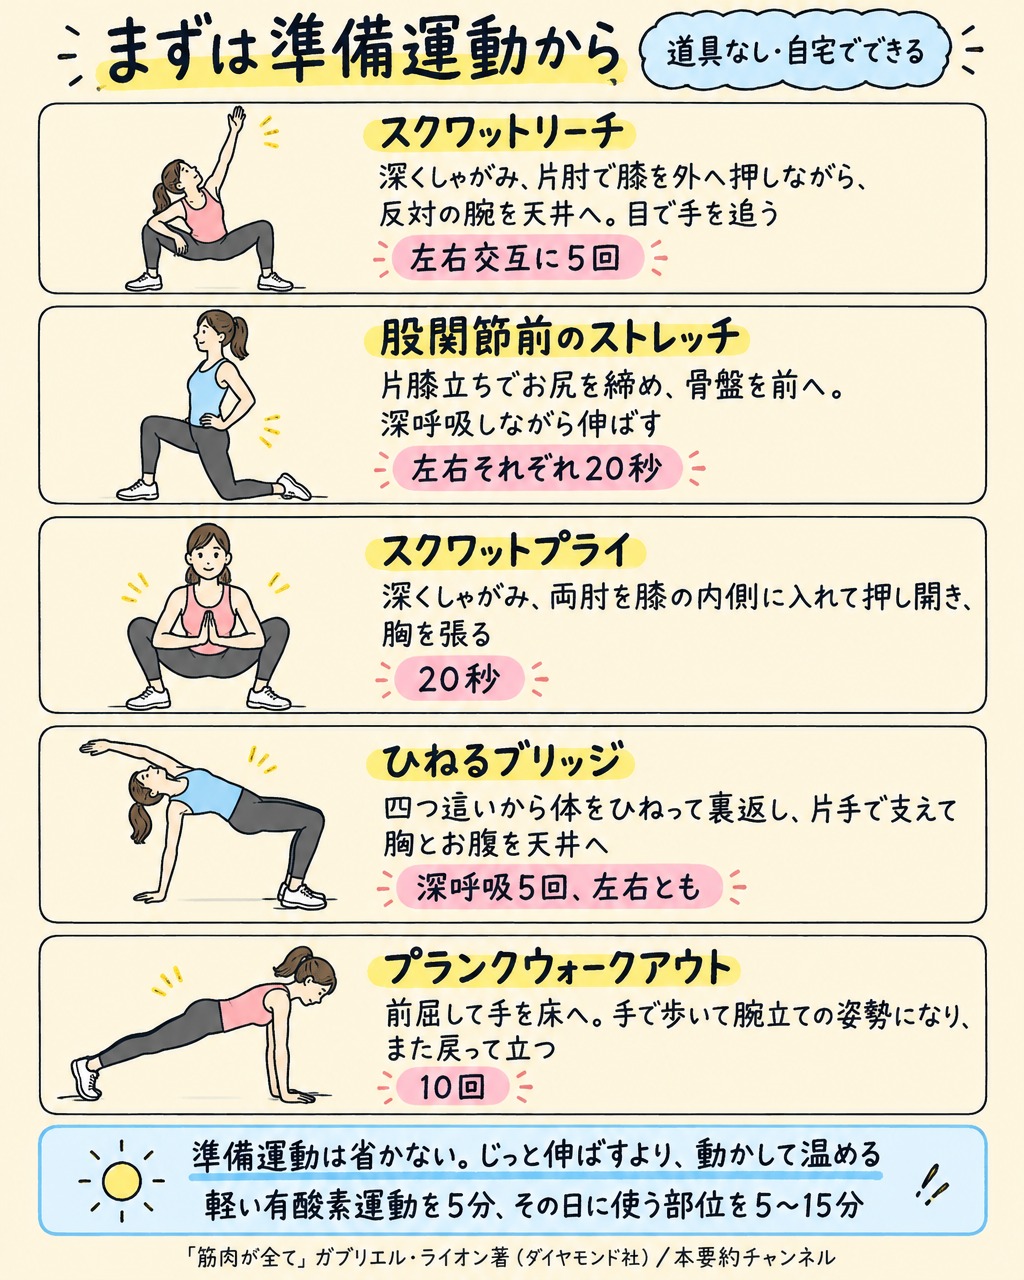 まずは準備運動から
道具なし・自宅でできる
スクワットリーチ
深くしゃがみ、片肘で膝を外へ押しながら、
反対の腕を天井へ。目で手を追う
左右交互に5回
股関節前のストレッチ
片膝立ちでお尻を締め、骨盤を前へ。
深呼吸しながら伸ばす
左右それぞれ20秒
スクワットプライ
深くしゃがみ、両肘を膝の内側に入れて押し開き、
胸を張る
20秒
ひねるブリッジ
四つ這いから体をひねって裏返し、片手で支えて
胸とお腹を天井へ
深呼吸5回、左右とも
プランクウォークアウト
前屈して手を床へ。手で歩いて腕立ての姿勢になり、
また戻って立つ
10回
準備運動は省かない。じっと伸ばすより、動かして温める
軽い有酸素運動を5分、その日に使う部位を5〜15分
「筋肉が全て」ガブリエル・ライオン著(ダイヤモンド社)/本要約チャンネル